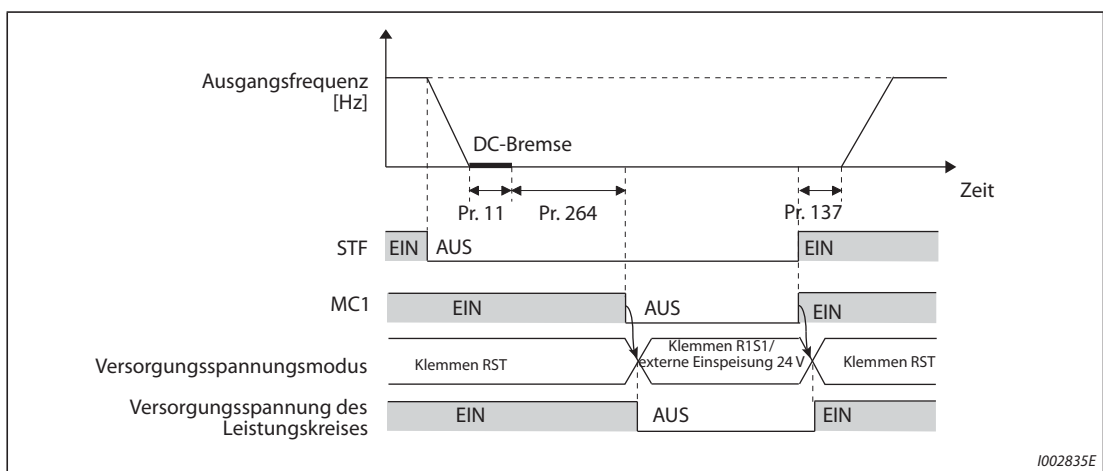 Ausgangsfrequenz
[Hz]
DC-Bremse
Zeit
Pr. 11
Pr. 264
Pr. 137
STF
EIN
AUS
EIN
MC1
EIN
AUS
EIN
Versorgungsspannungsmodus
Klemmen RST
Klemmen R1S1/
externe Einspeisung 24 V
Klemmen RST
Versorgungsspannung des
Leistungskreises
EIN
AUS
EIN
I002835E